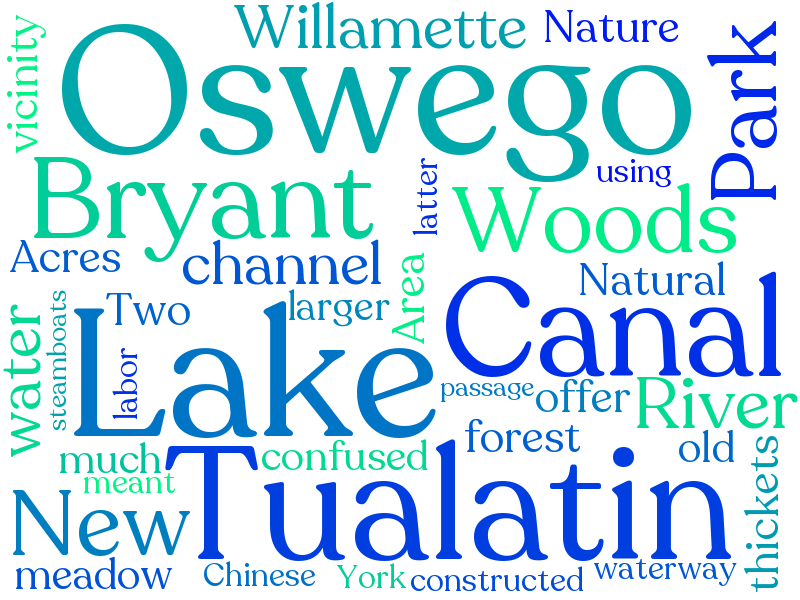 Willamette
Nature
vicinity
Oswego
Park
using
Bryant
latter
Woods
Acres
channel
Area
Natural
Two
larger
Canal
water
steamboats
labor
Lake
passage
offer
River
forest
old
much
confused
meant
Tualatin
thickets
New
meadow
Chinese
York
constructed
waterway